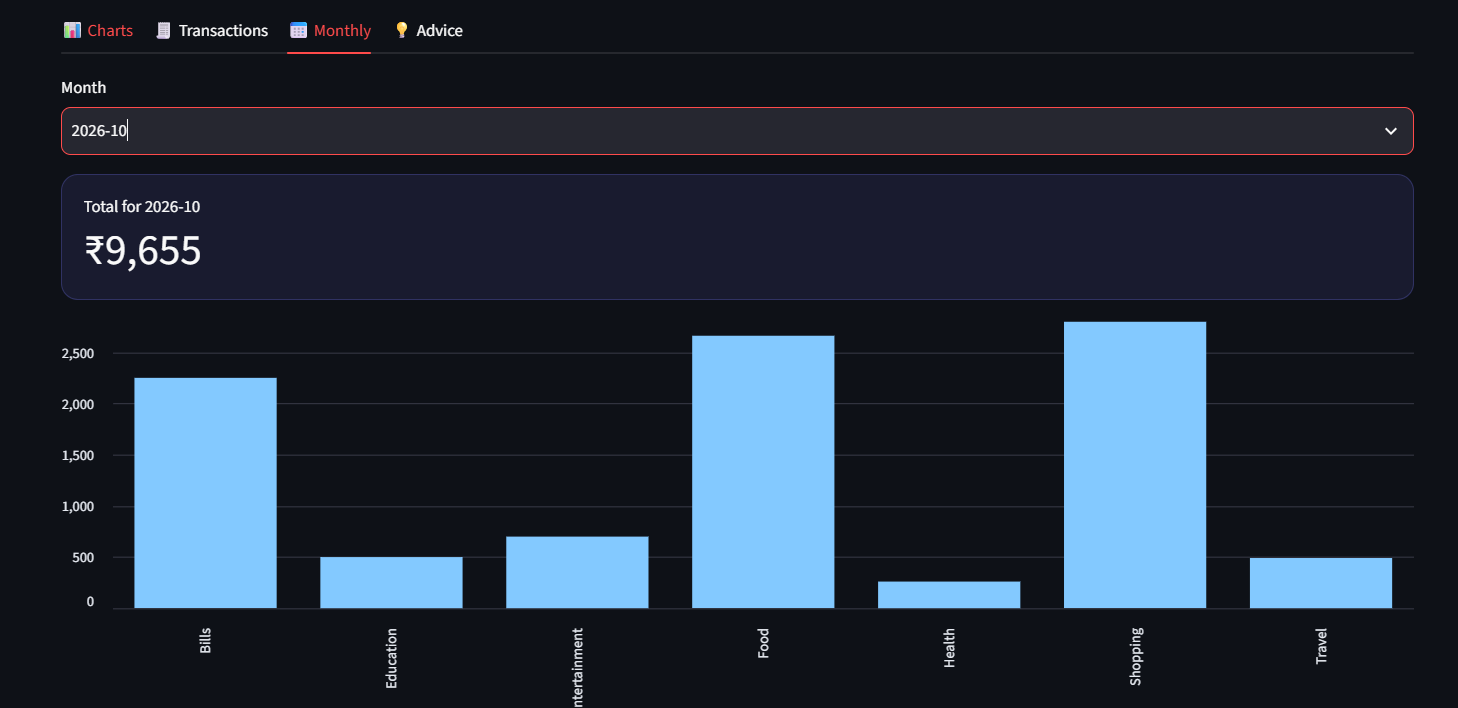 Charts Transactions Monthly Advice
Month
2026-10
Total for 2026-10
₹9,655
2,500
2,000
1,500
1,000
500
0
Bills
Education
ntertainment
Food
Health
Shopping
Travel